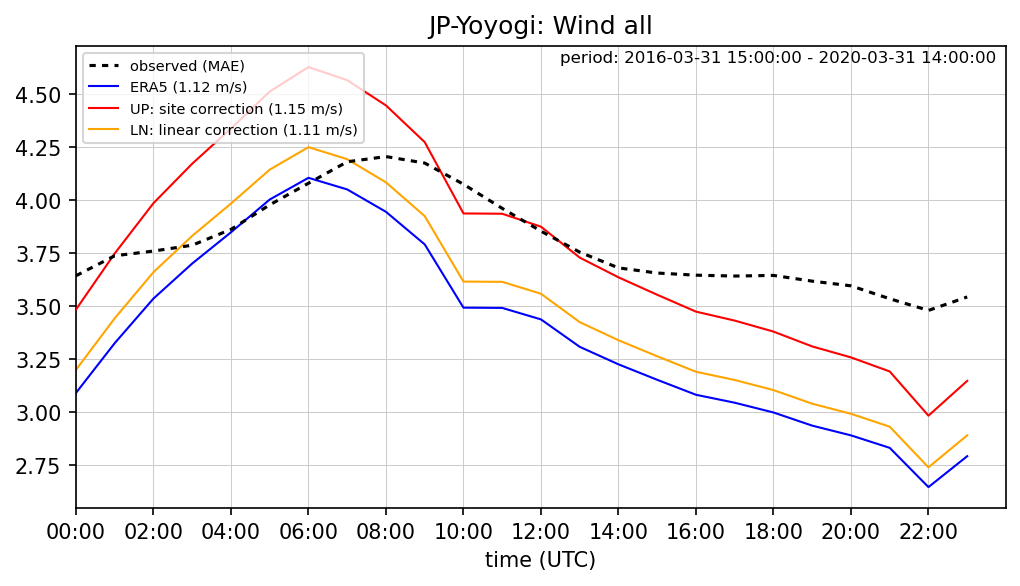 JP-Yoyogi: Wind all
period: 2016-03-31 15:00:00 - 2020-03-31 14:00:00
observed (MAE)
ERA5 (1.12 m/s)
UP: site correction (1.15 m/s)
LN: linear correction (1.11 m/s)
4.50
4.25
4.00
3.75
3.50
3.25
3.00
2.75
00:00 02:00 04:00 06:00 08:00 10:00 12:00 14:00 16:00 18:00 20:00 22:00
time (UTC)